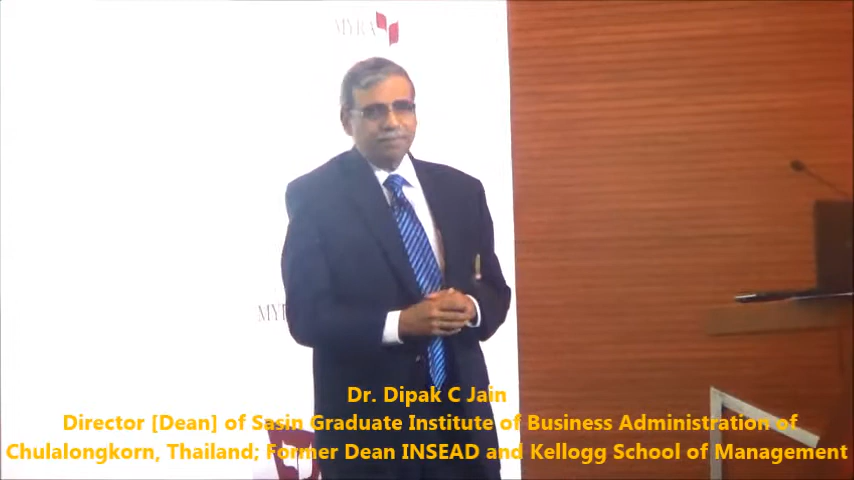 MYRA
MY
Dr. Dipak C Jain
Director [Dean] of Sasin Graduate Institute of Business Administration of
Chulalongkorn, Thailand; Former Dean INSEAD and Kellogg School of Management